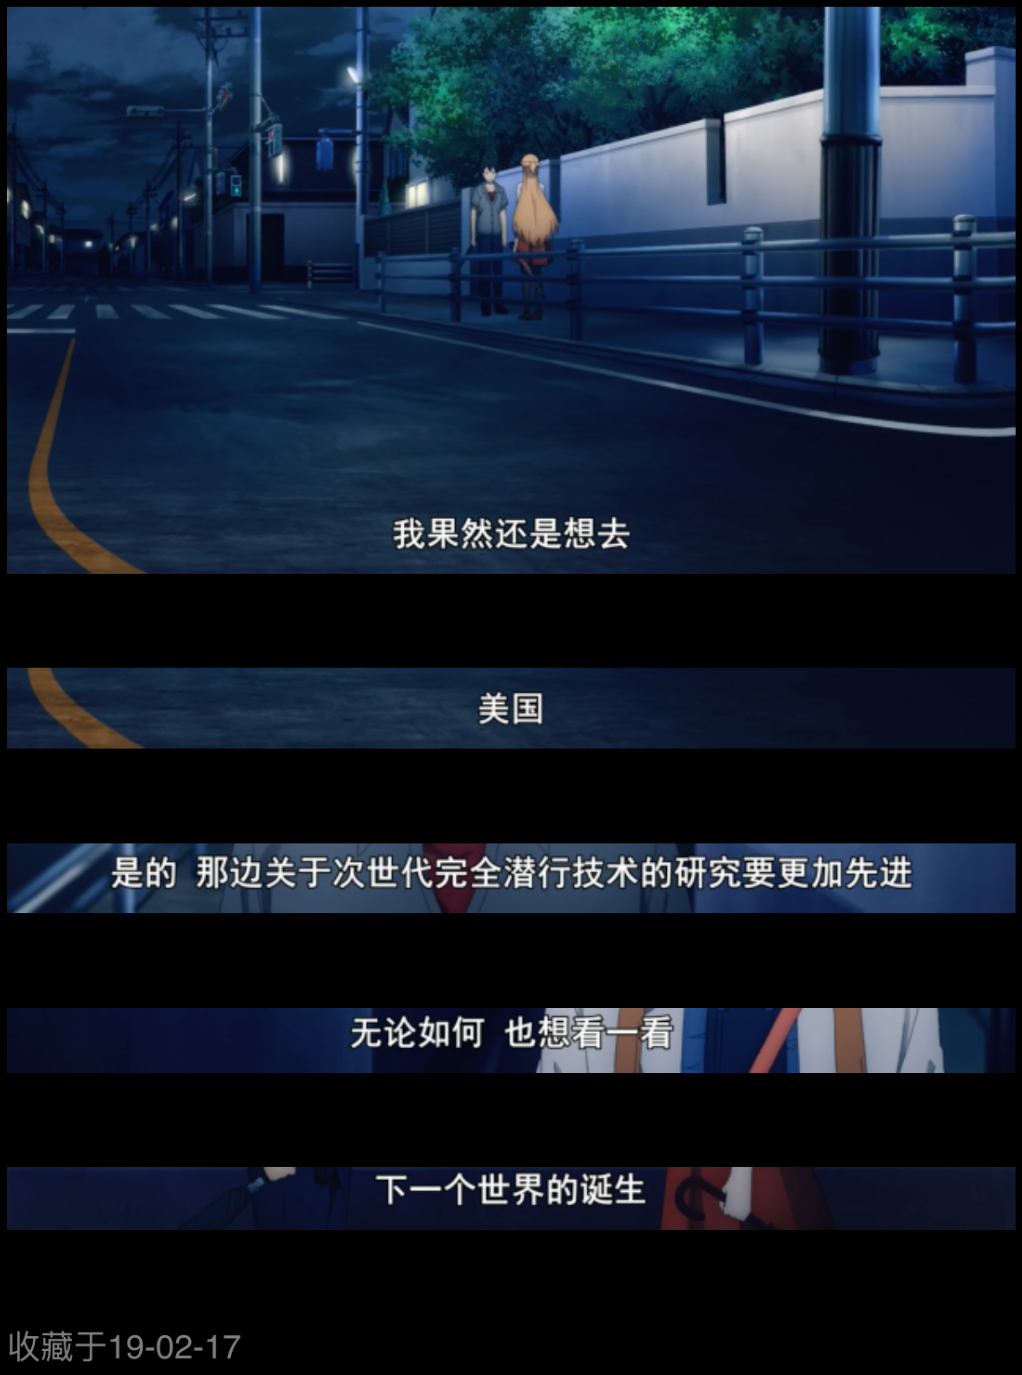 我果然还是想去
美国
是的 那边关于次世代完全潜行技术的研究要更加先进
无论如何 也想看一看
下一个世界的诞生
收藏于19-02-17